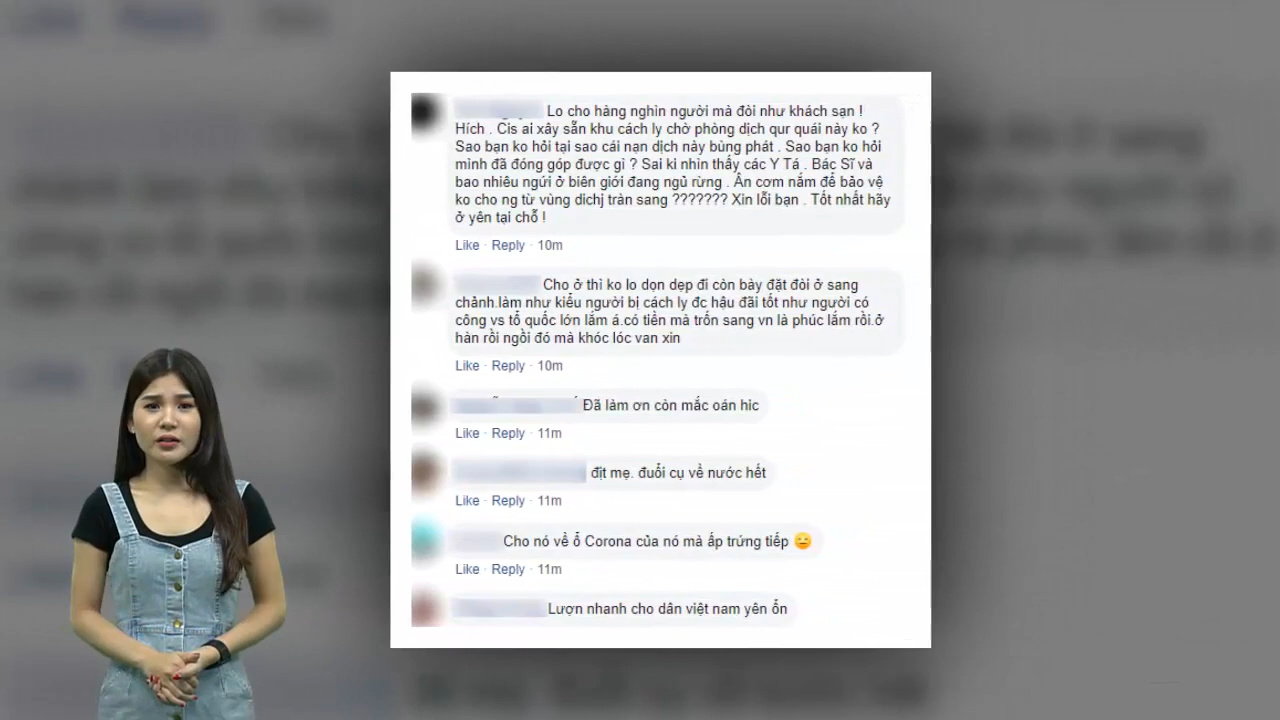 Lo cho hàng nghìn người mà đòi như khách sạn !
Hích . Cis ai xây sẵn khu cách ly chờ phòng dịch qur quái này ko ?
Sao bạn ko hỏi tại sao cái nạn dịch này bùng phát . Sao bạn ko hỏi
mình đã đóng góp được gì ? Sai ki nhìn thấy các Y Tá . Bác Sĩ và
bao nhiêu ngứi ở biên giới đang ngủ rừng . Ăn cơm nắm để bảo vệ
ko cho ng từ vùng dichj tràn sang ??????? Xin lỗi bạn . Tốt nhất hãy
ở yên tại chỗ !
Like · Reply · 10m
Cho ở thì ko lo dọn dẹp đi còn bày đặt đòi ở sang
chảnh.làm như kiểu người bị cách ly đc hậu đãi tốt như người có
công vs tổ quốc lớn lắm á.có tiền mà trốn sang vn là phúc lắm rồi.ở
hàn rồi ngồi đó mà khóc lóc van xin
Like · Reply · 10m
Đã làm ơn còn mắc oán hic
Like · Reply · 11m
địt mẹ. đuổi cụ về nước hết
Like · Reply · 11m
Cho nó về ổ Corona của nó mà ấp trứng tiếp 😑
Like · Reply · 11m
Lượn nhanh cho dân việt nam yên ổn